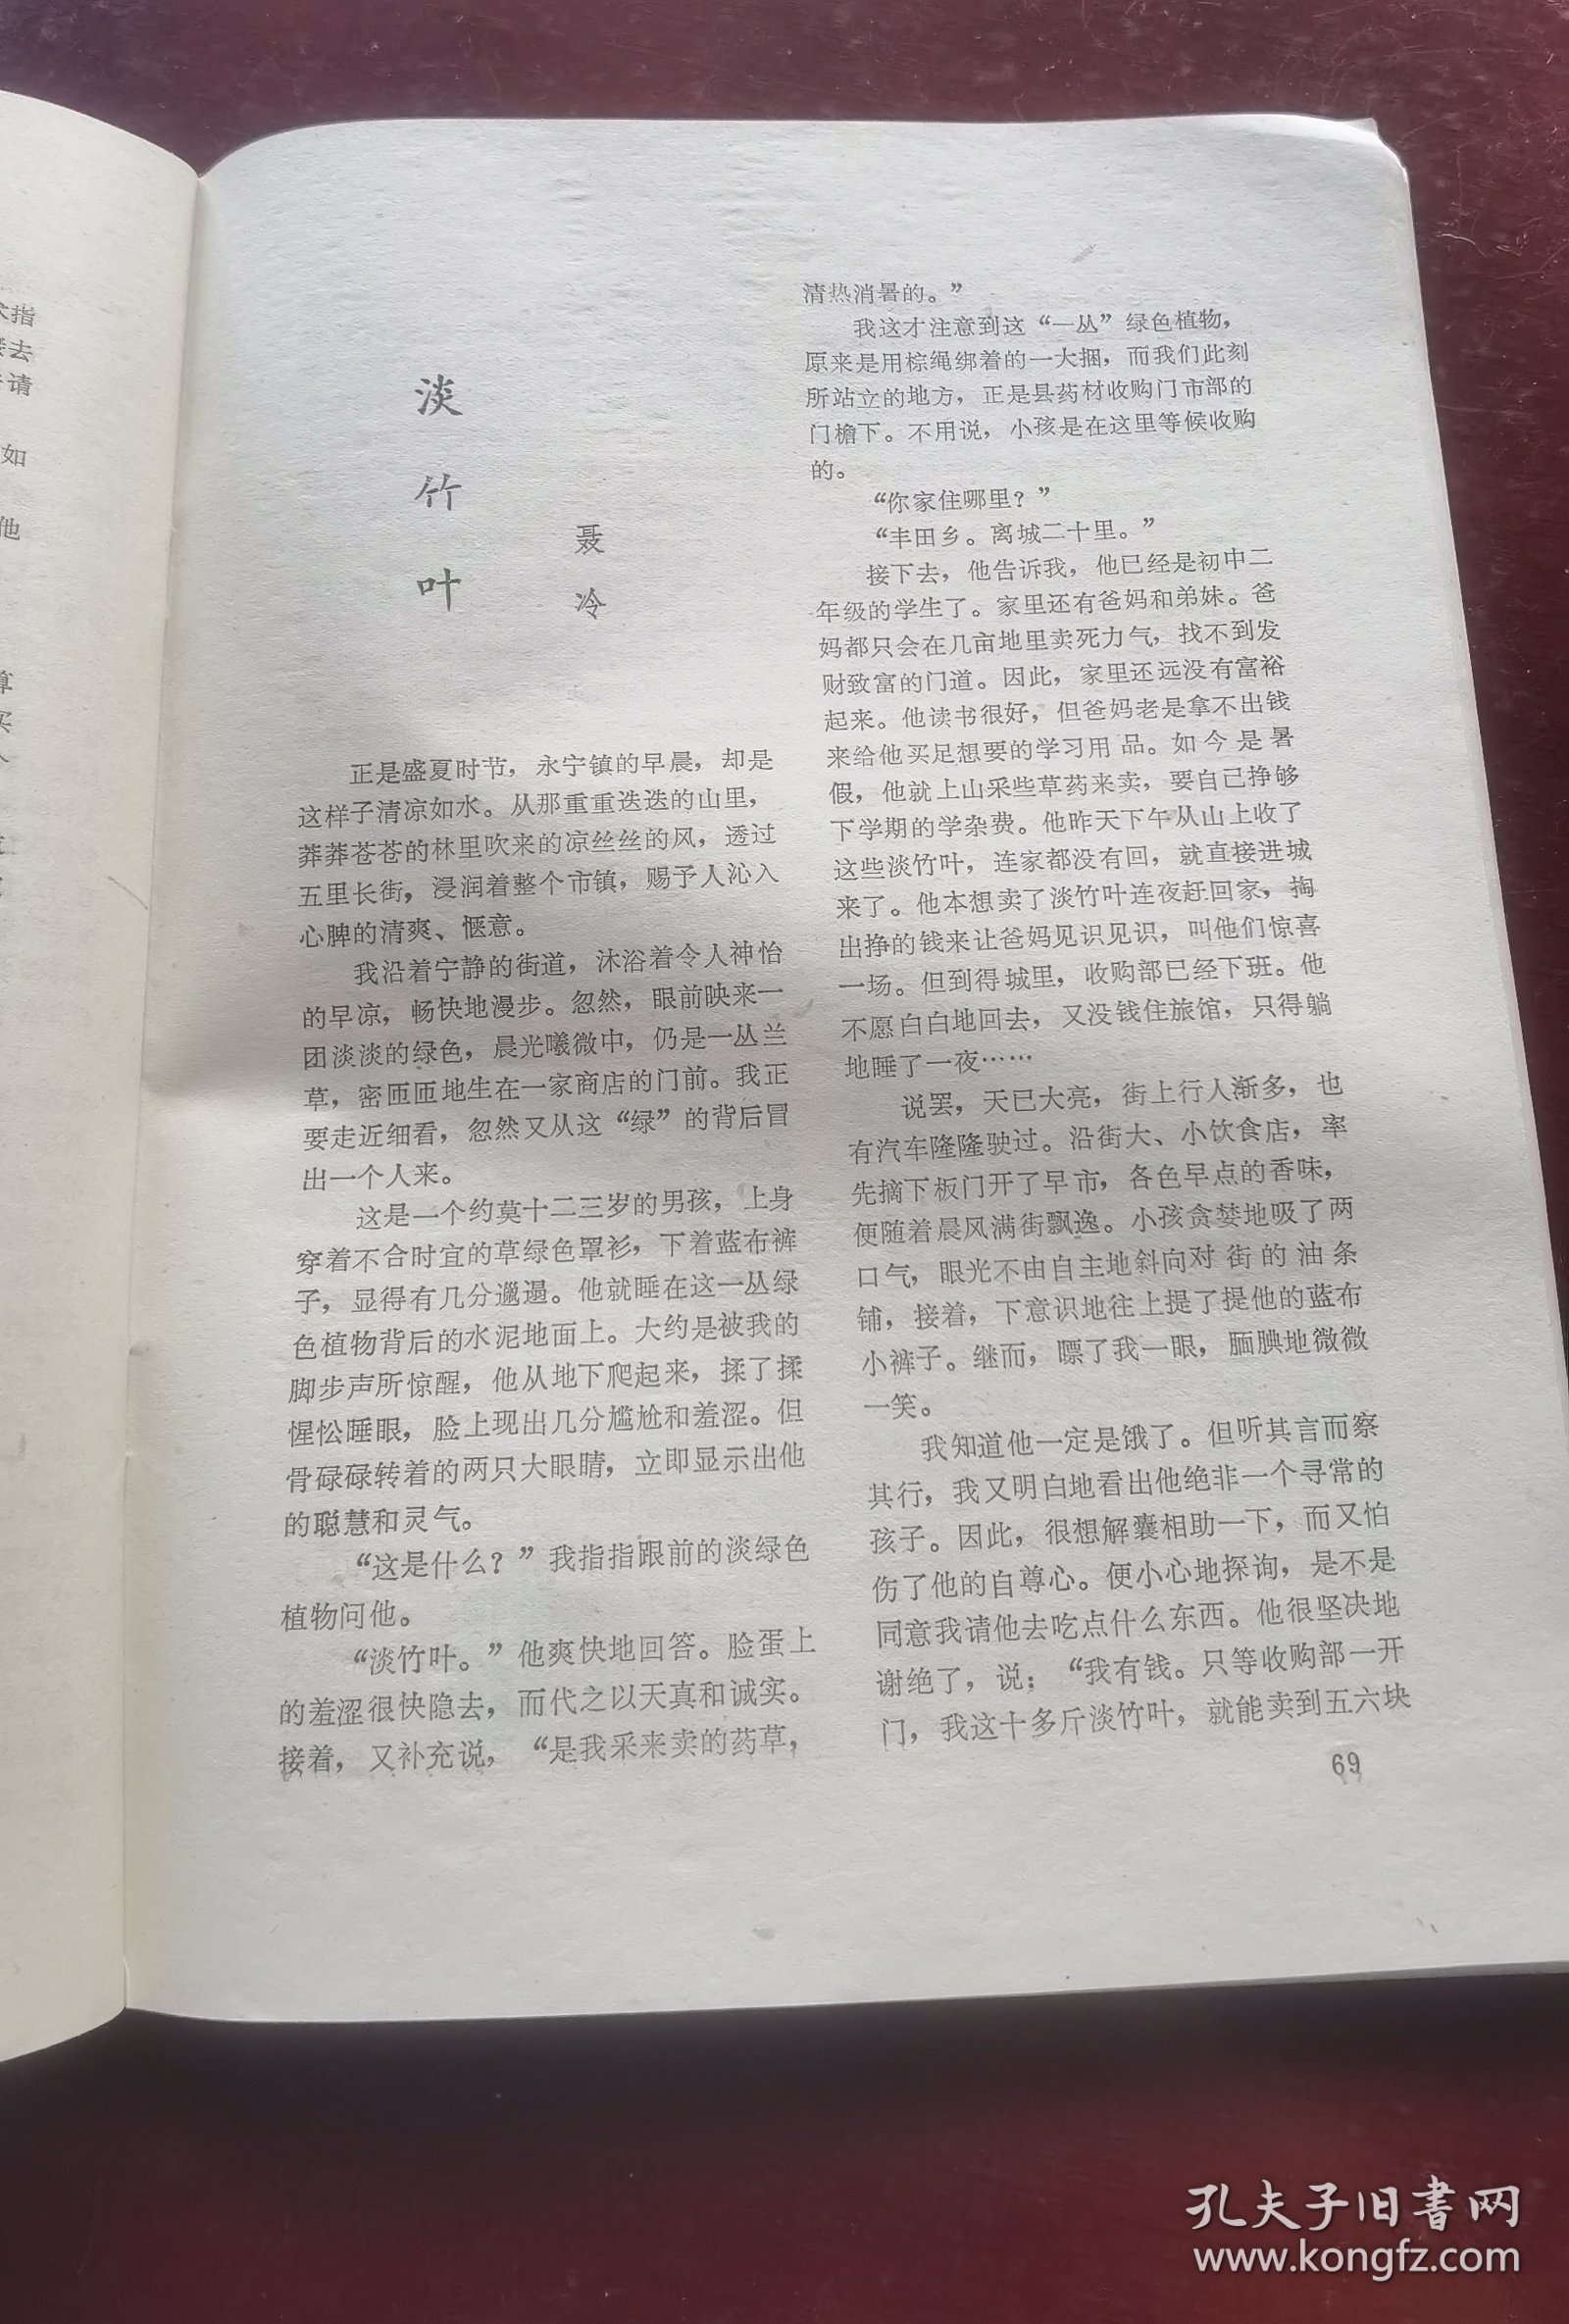 术指
去
请
如
他
算
买
淡
竹
叶
聂
冷
正是盛夏时节，永宁镇的早晨，却是
这样子清凉如水。从那重重迭迭的山里，
莽莽苍苍的林里吹来的凉丝丝的风，透过
五里长街，浸润着整个市镇，赐予人沁入
心脾的清爽、惬意。
我沿着宁静的街道，沐浴着令人神怡
的早凉，畅快地漫步。忽然，眼前映来一
团淡淡的绿色，晨光曦微中，仍是一丛兰
草，密匝匝地生在一家商店的门前。我正
要走近细看，忽然又从这“绿”的背后冒
出一个人来。
这是一个约莫十二三岁的男孩，上身
穿着不合时宜的草绿色罩衫，下着蓝布裤
子，显得有几分邋遢。他就睡在这一丛绿
色植物背后的水泥地面上。大约是被我的
脚步声所惊醒，他从地下爬起来，揉了揉
惺忪睡眼，脸上现出几分尴尬和羞涩。但
骨碌碌转着的两只大眼睛，立即显示出他
的聪慧和灵气。
“这是什么？”我指指跟前的淡绿色
植物问他。
“淡竹叶。”他爽快地回答。脸蛋上
的羞涩很快隐去，而代之以天真和诚实。
接着，又补充说，“是我采来卖的药草，
清热消暑的。”
我这才注意到这“一丛”绿色植物，
原来是用棕绳绑着的一大捆，而我们此刻
所站立的地方，正是县药材收购门市部的
门檐下。不用说，小孩是在这里等候收购
的。
“你家住哪里？”
“丰田乡。离城二十里。”
接下去，他告诉我，他已经是初中二
年级的学生了。家里还有爸妈和弟妹。爸
妈都只会在几亩地里卖死力气，找不到发
财致富的门道。因此，家里还远没有富裕
起来。他读书很好，但爸妈老是拿不出钱
来给他买足想要的学习用品。如今是暑
假，他就上山采些草药来卖，要自己挣够
下学期的学杂费。他昨天下午从山上收了
这些淡竹叶，连家都没有回，就直接进城
来了。他本想卖了淡竹叶连夜赶回家，掏
出挣的钱来让爸妈见识见识，叫他们惊喜
一场。但到得城里，收购部已经下班。他
不愿白白地回去，又没钱住旅馆，只得躺
地睡了一夜……
说罢，天已大亮，街上行人渐多，也
有汽车隆隆驶过。沿街大、小饮食店，率
先摘下板门开了早市，各色早点的香味，
便随着晨风满街飘逸。小孩贪婪地吸了两
口气，眼光不由自主地斜向对街的油条
铺，接着，下意识地往上提了提他的蓝布
小裤子。继而，瞟了我一眼，腼腆地微微
一笑。
我知道他一定是饿了。但听其言而察
其行，我又明白地看出他绝非一个寻常的
孩子。因此，很想解囊相助一下，而又怕
伤了他的自尊心。便小心地探询，是不是
同意我请他去吃点什么东西。他很坚决地
谢绝了，说：“我有钱。只等收购部一开
门，我这十多斤淡竹叶，就能卖到五六块
69
孔夫子旧书网
www.kongfz.com